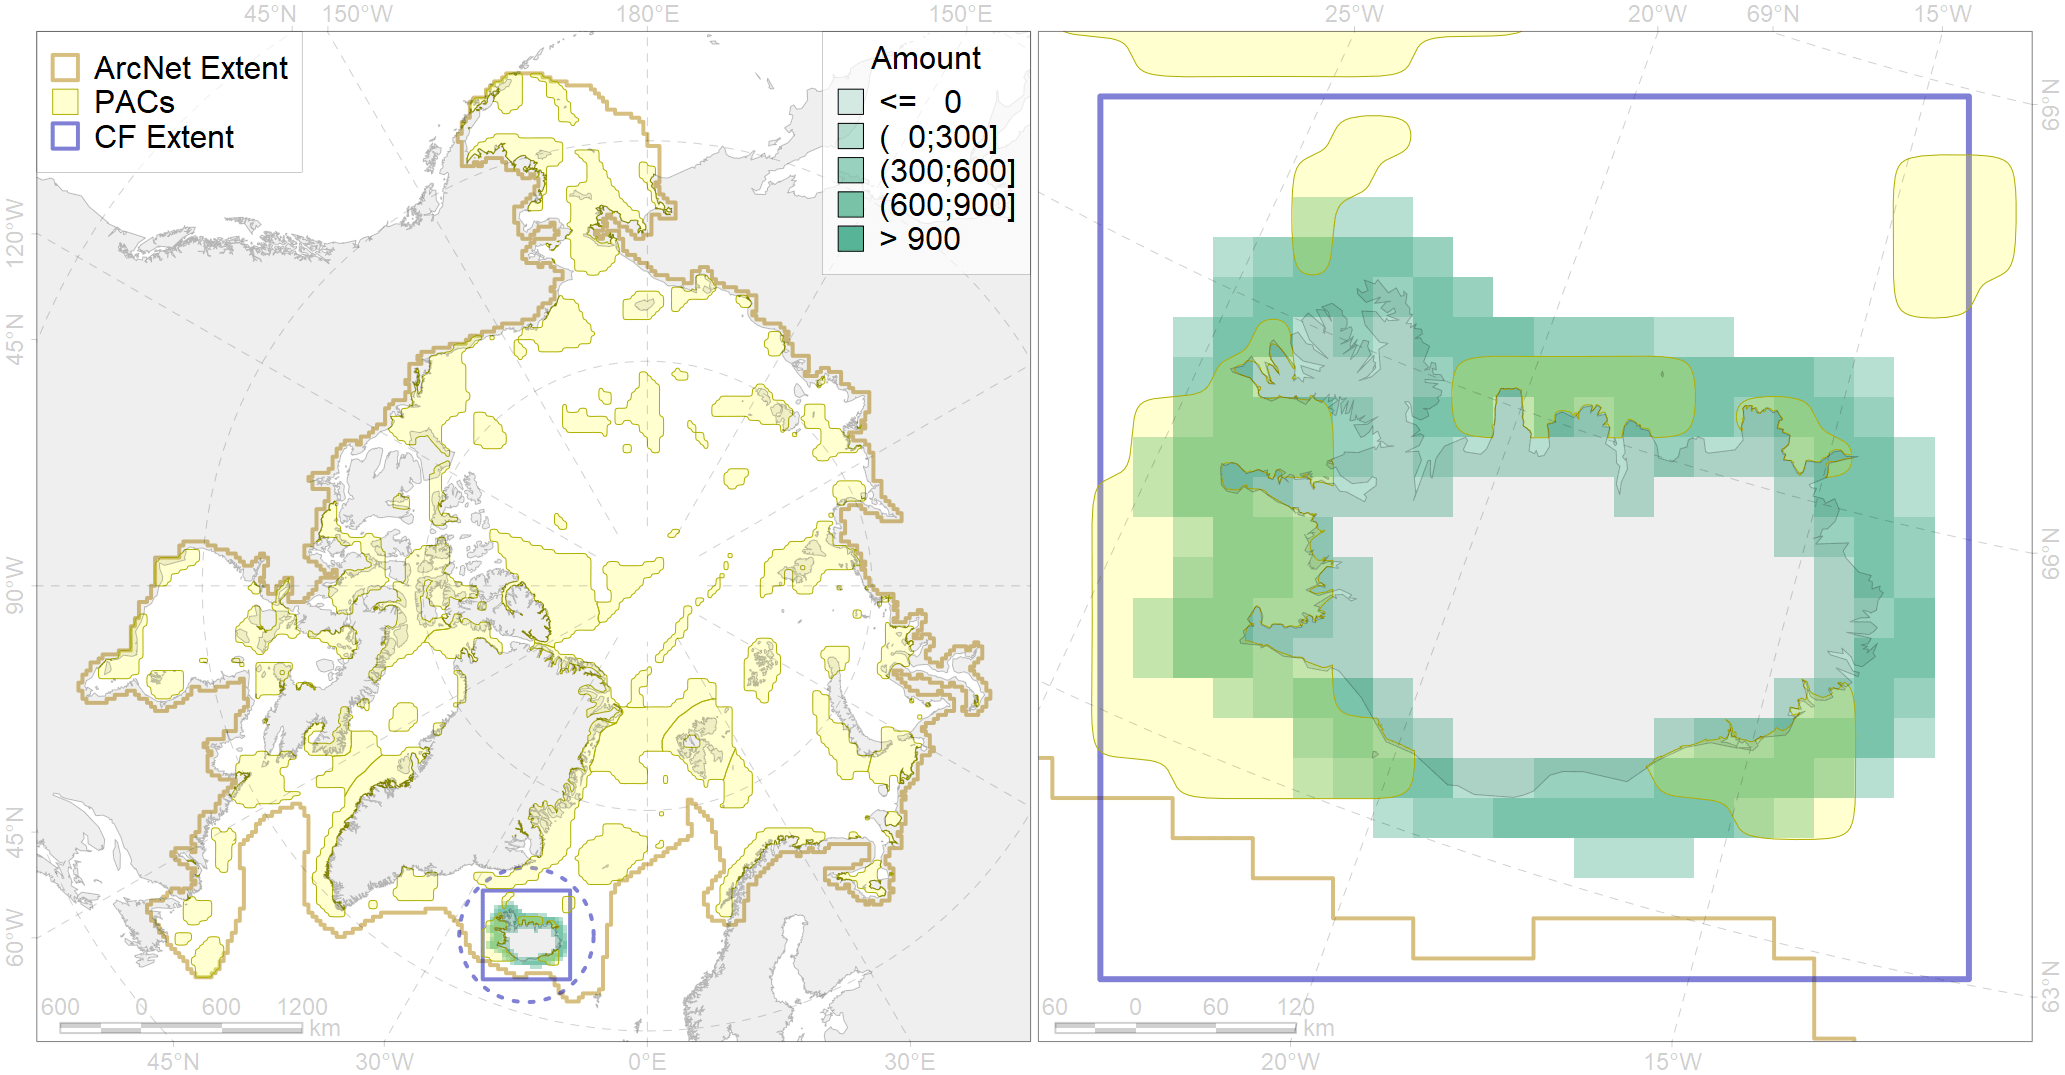 45°N 150°W 180°E 150°E
25°W 20°W 69°N 15°W
ArcNet Extent
PACs
CF Extent
Amount
<= 0
( 0;300]
(300;600]
(600;900]
> 900
120°W
45°N
90°W
45°N
60°W
69°N
66°N
63°N
600 0 600 1200
km
60 0 60 120
km
45°N 30°W 0°E 30°E
20°W 15°W